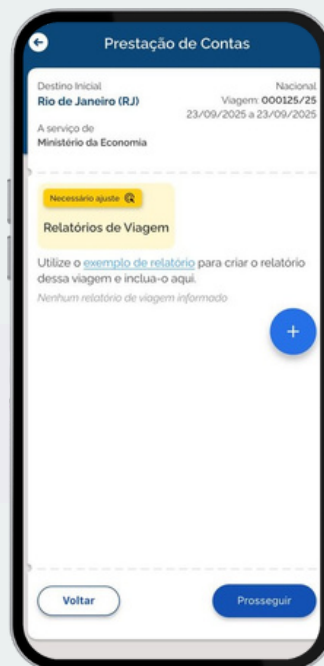 Prestação de Contas
Destino Inicial
Rio de Janeiro (RJ)
Nacional
Viagem: 000125/25
23/09/2025 a 23/09/2025
A serviço de
Ministério da Economia
Necessário ajuste
Relatórios de Viagem
Utilize o exemplo de relatório para criar o relatório
dessa viagem e inclua-o aqui.
Nenhum relatório de viagem informado
+
Voltar
Prosseguir